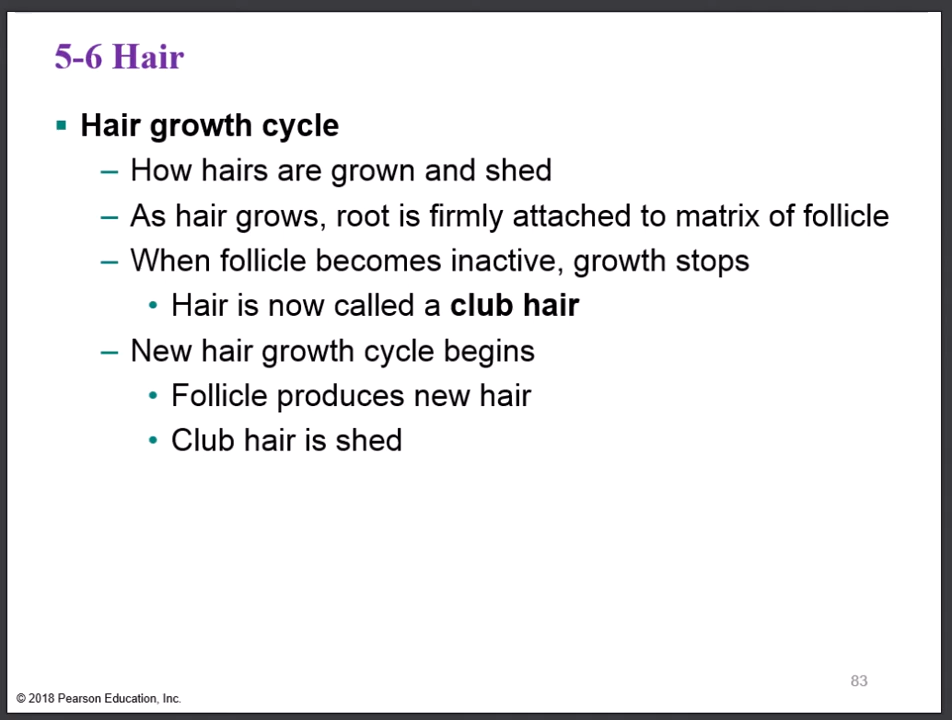 5-6 Hair
▪ Hair growth cycle
– How hairs are grown and shed
– As hair grows, root is firmly attached to matrix of follicle
– When follicle becomes inactive, growth stops
• Hair is now called a club hair
– New hair growth cycle begins
• Follicle produces new hair
• Club hair is shed
83
© 2018 Pearson Education, Inc.